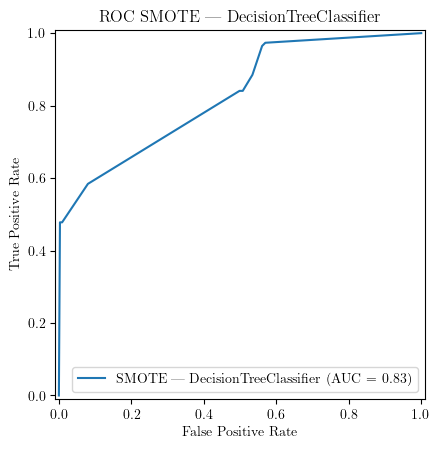 ROC SMOTE — DecisionTreeClassifier
1.0
0.8
0.6
0.4
0.2
0.0
True Positive Rate
SMOTE — DecisionTreeClassifier (AUC = 0.83)
0.0 0.2 0.4 0.6 0.8 1.0
False Positive Rate